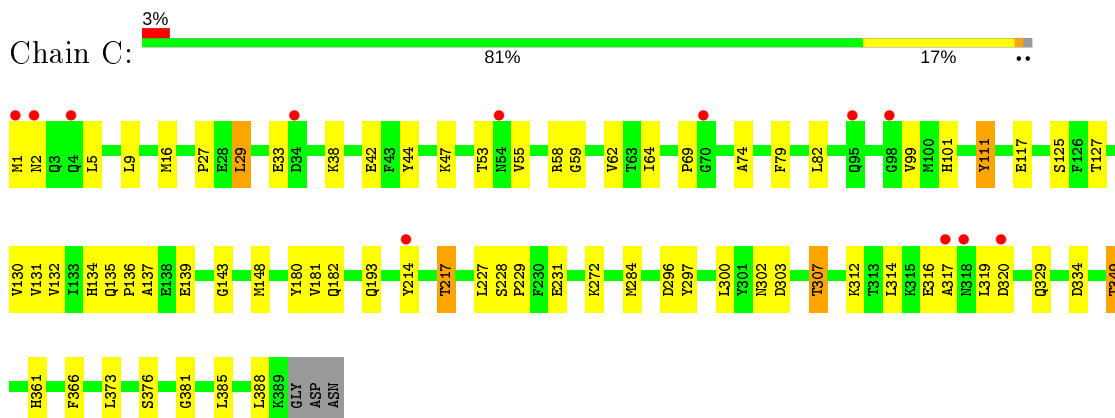 3%
Chain C:
81% 17% ••
M1 N2 Q3 Q4 L5 L9 M16 P27 E28 L29 E33 D34 K38 E42 F43 Y44 K47 T53 N54 V55 R58 G59 V62 T63 I64 P69 G70 A74 F79 L82 Q95 G98 V99 M100 H101 Y111 E117 S125 F126 T127
V130 V131 V132 I133 H134 Q135 P136 A137 E138 E139 G143 M148 Y180 V181 Q182 Q193 Y214 T217 L227 S228 P229 F230 E231 K272 M284 D296 Y297 L300 Y301 N302 D303 T307 K312 T313 L314 K315 E316 A317 N318 L319 D320 Q329 D334 T349
H361 F366 L373 S376 G381 L385 L388 K389 GLY ASP ASN